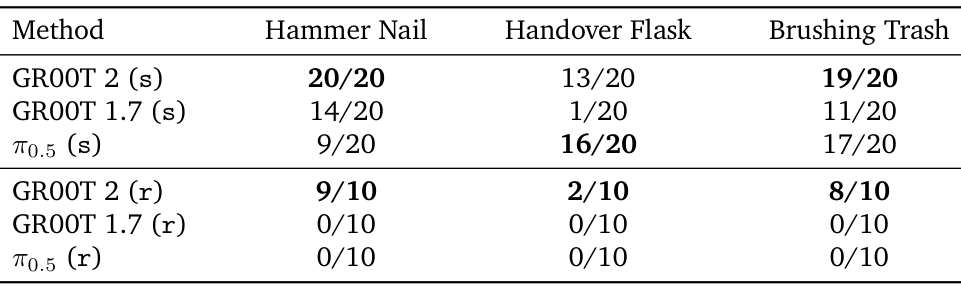 Method Hammer Nail Handover Flask Brushing Trash
GR00T 2 (s) 20/20 13/20 19/20
GR00T 1.7 (s) 14/20 1/20 11/20
π0.5 (s) 9/20 16/20 17/20
GR00T 2 (r) 9/10 2/10 8/10
GR00T 1.7 (r) 0/10 0/10 0/10
π0.5 (r) 0/10 0/10 0/10